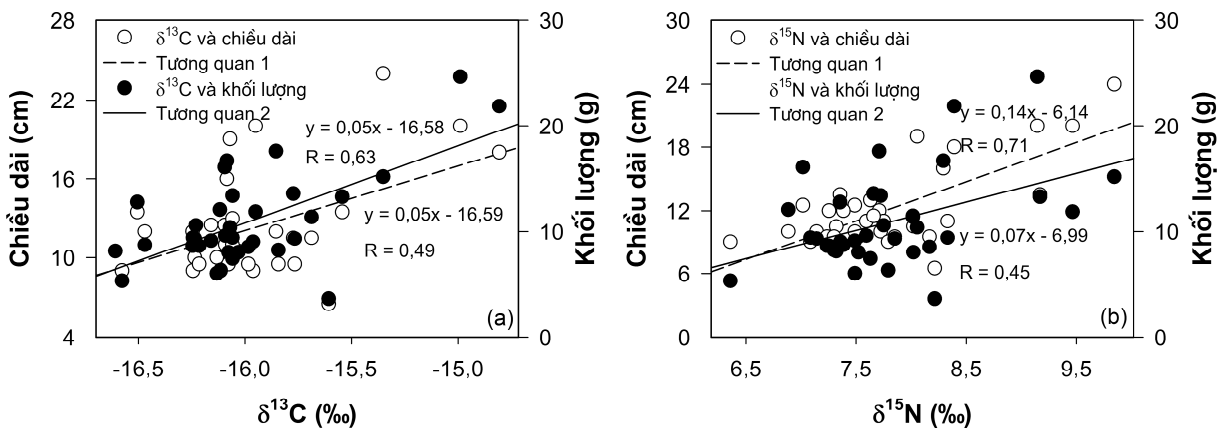 28
22
16
10
4
Chiều dài (cm)
δ¹³C và chiều dài
Tương quan 1
δ¹³C và khối lượng
Tương quan 2
y = 0,05x - 16,58
R = 0,63
y = 0,05x - 16,59
R = 0,49
(a)
30
20
10
0
Khối lượng (g)
-16,5 -16,0 -15,5 -15,0
δ¹³C (‰)
30
24
18
12
6
0
Chiều dài (cm)
δ¹⁵N và chiều dài
Tương quan 1
δ¹⁵N và khối lượng
Tương quan 2
y = 0,14x - 6,14
R = 0,71
y = 0,07x - 6,99
R = 0,45
(b)
30
20
10
0
Khối lượng (g)
6,5 7,5 8,5 9,5
δ¹⁵N (‰)